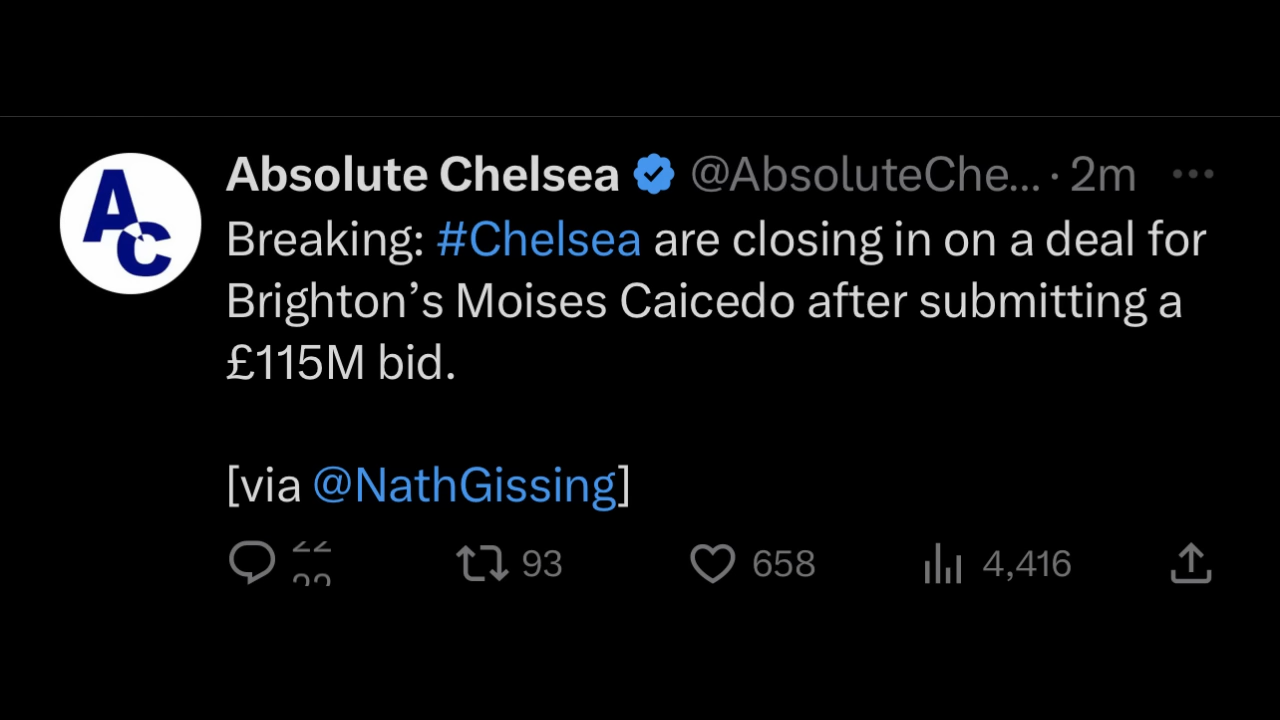 AC
Absolute Chelsea @AbsoluteChe... · 2m
Breaking: #Chelsea are closing in on a deal for
Brighton’s Moises Caicedo after submitting a
£115M bid.
[via @NathGissing]
93 658 4,416